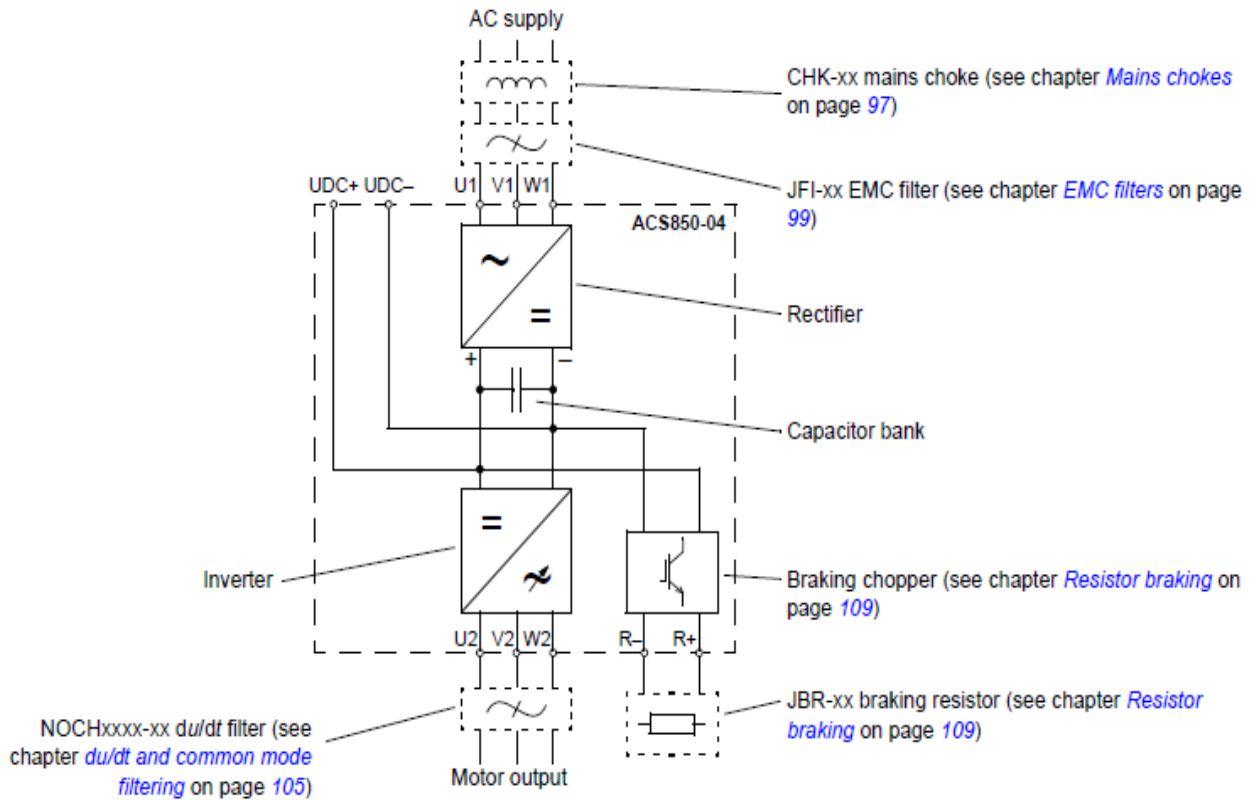 AC supply
CHK-xx mains choke (see chapter Mains chokes
on page 97)
JFI-xx EMC filter (see chapter EMC filters on page
99)
UDC+ UDC–
U1 V1 W1
ACS850-04
~
=
Rectifier
+ –
Capacitor bank
=
~
Inverter
Braking chopper (see chapter Resistor braking on
page 109)
U2 V2 W2
R– R+
JBR-xx braking resistor (see chapter Resistor
braking on page 109)
NOCHxxxx-xx du/dt filter (see
chapter du/dt and common mode
filtering on page 105)
Motor output